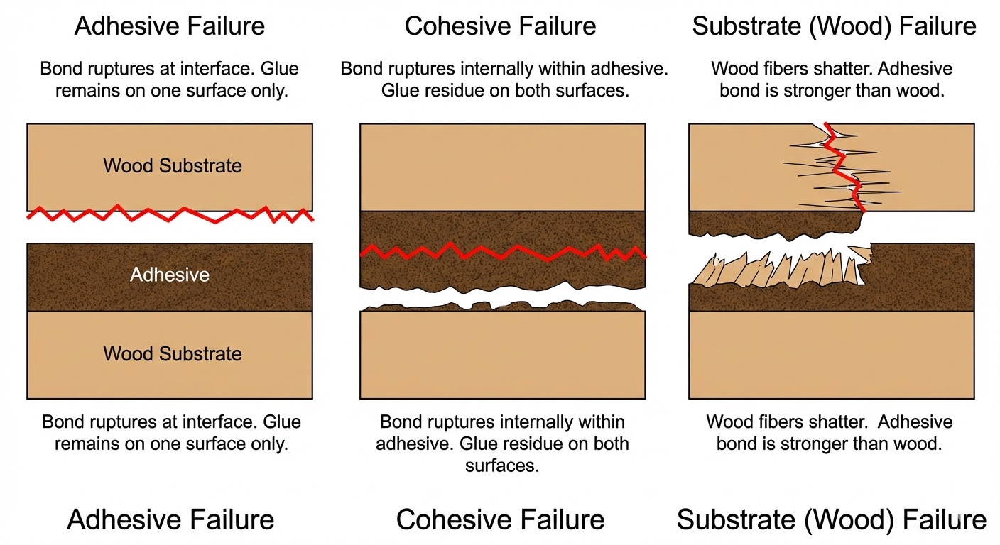 Adhesive Failure
Bond ruptures at interface. Glue
remains on one surface only.
Wood Substrate
Adhesive
Wood Substrate
Bond ruptures at interface. Glue
remains on one surface only.
Adhesive Failure
Cohesive Failure
Bond ruptures internally within adhesive.
Glue residue on both surfaces.
Bond ruptures internally within
adhesive. Glue residue on both
surfaces.
Cohesive Failure
Substrate (Wood) Failure
Wood fibers shatter. Adhesive
bond is stronger than wood.
Wood fibers shatter.  Adhesive
bond is stronger than wood.
Substrate (Wood) Failure